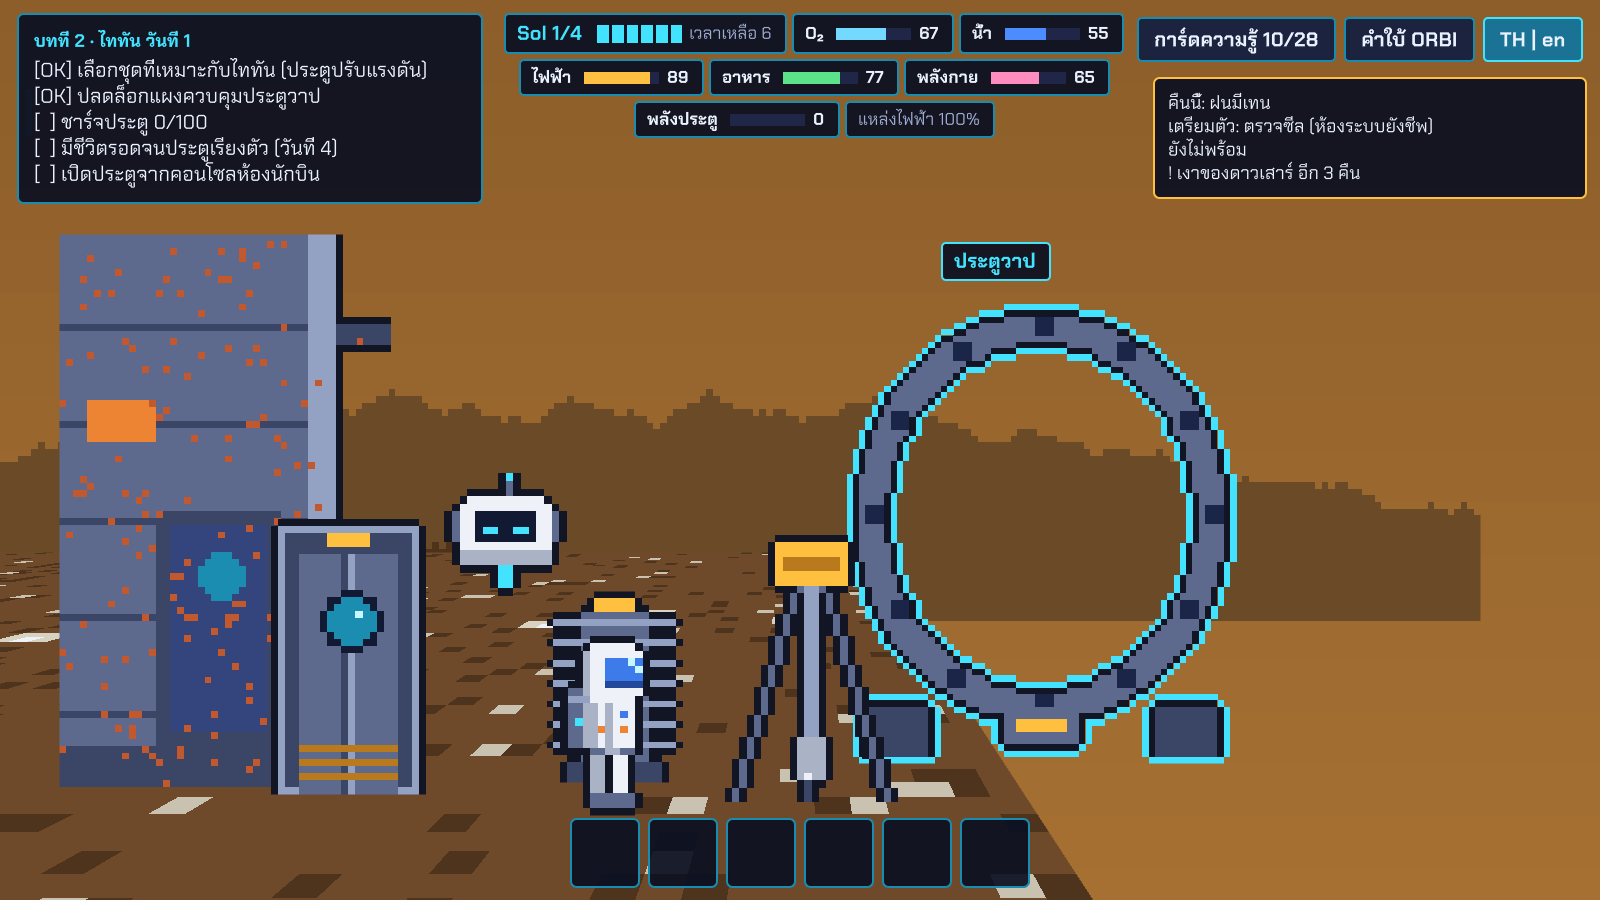 บทที่ 2 · ไททัน วันที่ 1
[OK] เลือกชุดที่เหมาะกับไททัน (ประตูปรับแรงดัน)
[OK] ปลดล็อกแผงควบคุมประตูวาป
[ ] ชาร์จประตู 0/100
[ ] มีชีวิตรอดจนประตูเรียงตัว (วันที่ 4)
[ ] เปิดประตูจากคอนโซลห้องนักบิน
Sol 1/4 เวลาเหลือ 6
O₂ 67
น้ำ 55
ไฟฟ้า 89
อาหาร 77
พลังกาย 65
พลังประตู 0
แหล่งไฟฟ้า 100%
การ์ดความรู้ 10/28
คำใบ้ ORBI
TH | en
คืนนี้: ฝนมีเทน
เตรียมตัว: ตรวจซีล (ห้องระบบยังชีพ)
ยังไม่พร้อม
! เงาของดาวเสาร์ อีก 3 คืน
ประตูวาป